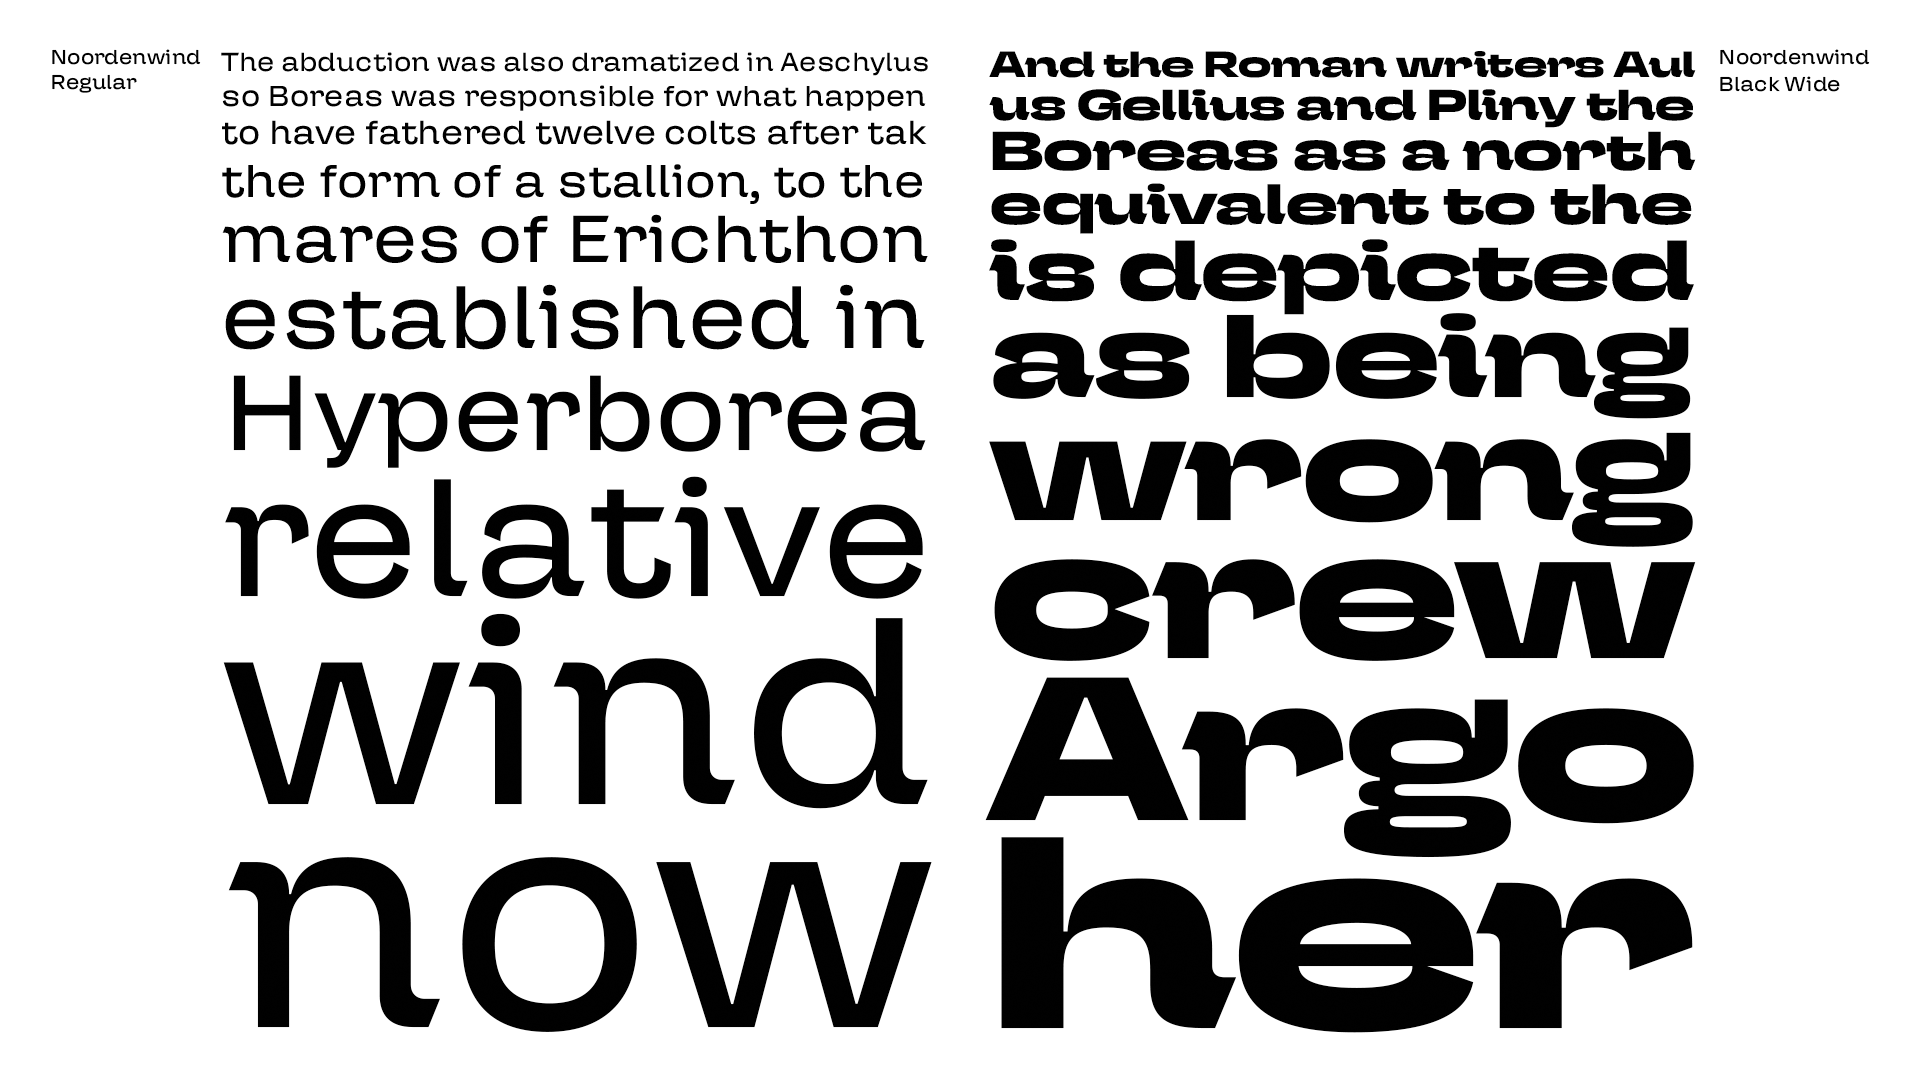 Noordenwind
Regular
The abduction was also dramatized in Aeschylus
so Boreas was responsible for what happen
to have fathered twelve colts after tak
the form of a stallion, to the
mares of Erichthon
established in
Hyperborea
relative
wind
now
And the Roman writers Aul
us Gellius and Pliny the
Boreas as a north
equivalent to the
is depicted
as being
wrong
crew
Argo
her
Noordenwind
Black Wide